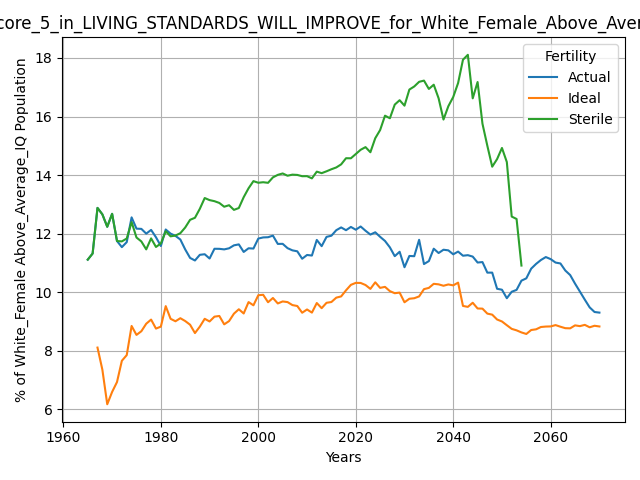 core_5_in_LIVING_STANDARDS_WILL_IMPROVE_for_White_Female_Above_Aver
% of White_Female Above_Average_IQ Population
18
16
14
12
10
8
6
1960
1980
2000
2020
2040
2060
Years
Fertility
Actual
Ideal
Sterile